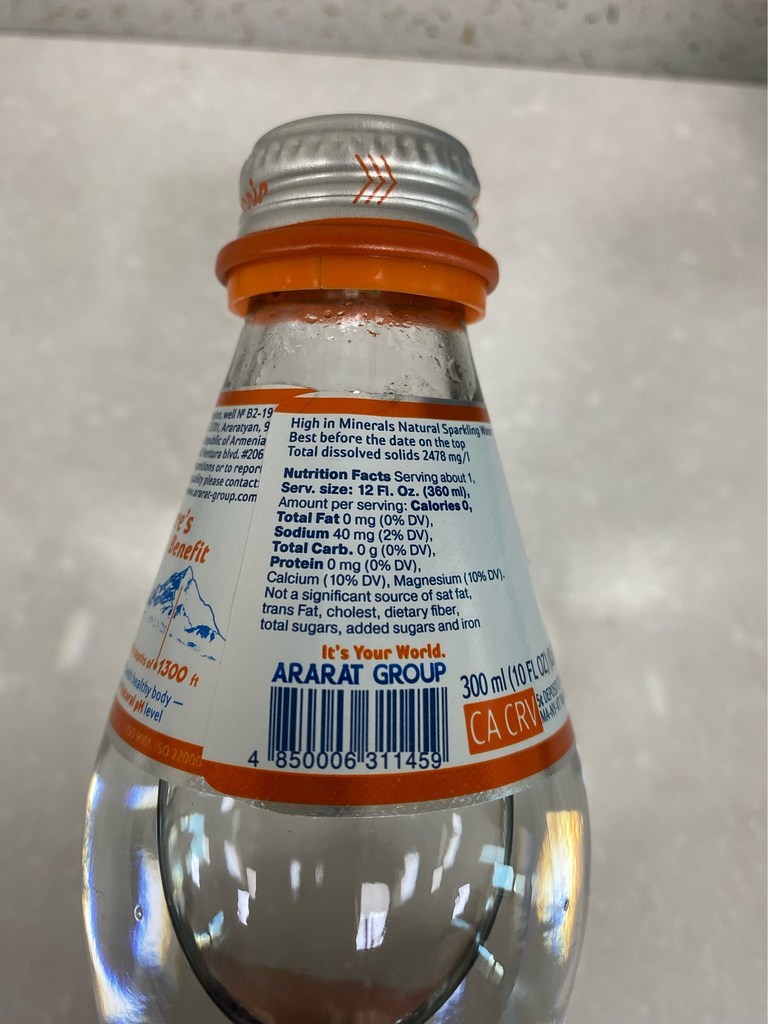 well № B2-19
Araratyan, 9
Republic of Armenia
Ventura blvd. #206
or to report
please contact:
www.ararat-group.com
Benefit
of 1300 ft
healthy body —
pH level
ISO 9001, ISO 22000
High in Minerals Natural Sparkling
Best before the date on the top
Total dissolved solids 2478 mg/l
Nutrition Facts Serving about 1,
Serv. size: 12 Fl. Oz. (360 ml),
Amount per serving: Calories 0,
Total Fat 0 mg (0% DV),
Sodium 40 mg (2% DV),
Total Carb. 0 g (0% DV),
Protein 0 mg (0% DV),
Calcium (10% DV), Magnesium (10% DV).
Not a significant source of sat fat,
trans Fat, cholest, dietary fiber,
total sugars, added sugars and iron
It's Your World.
ARARAT GROUP
4 850006 311459
300 ml (10 FL OZ)
CA CRV